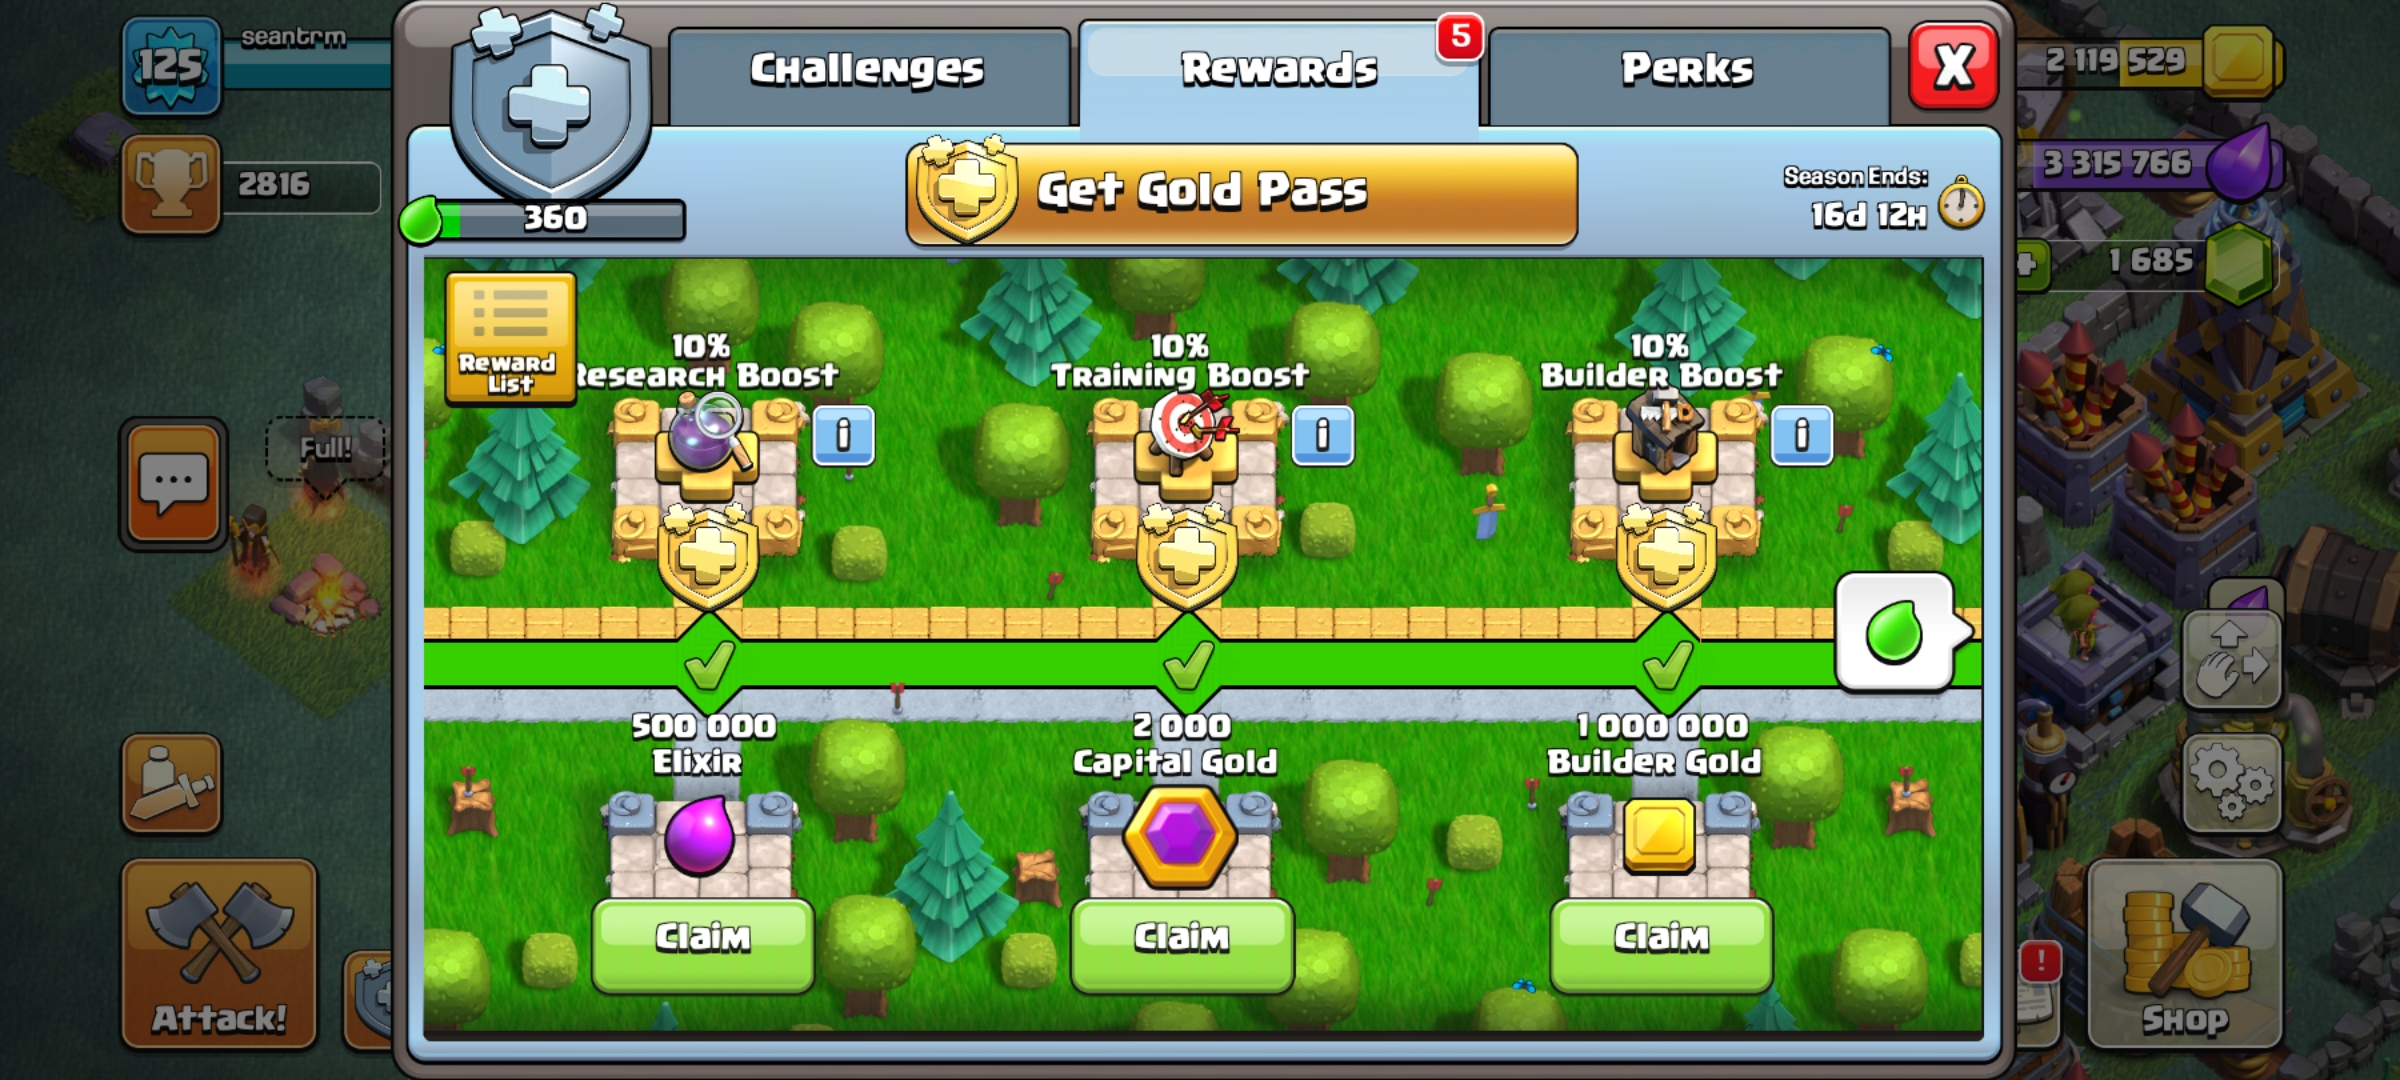 125
seantrm
2816
Challenges
Rewards
5
Perks
X
2 119 529
3 315 766
1 685
360
Get Gold Pass
Season Ends:
16d 12h
Reward
List
10%
Research Boost
i
10%
Training Boost
i
10%
Builder Boost
i
Full!
500 000
Elixir
2 000
Capital Gold
1 000 000
Builder Gold
Claim
Claim
Claim
Attack!
!
Shop